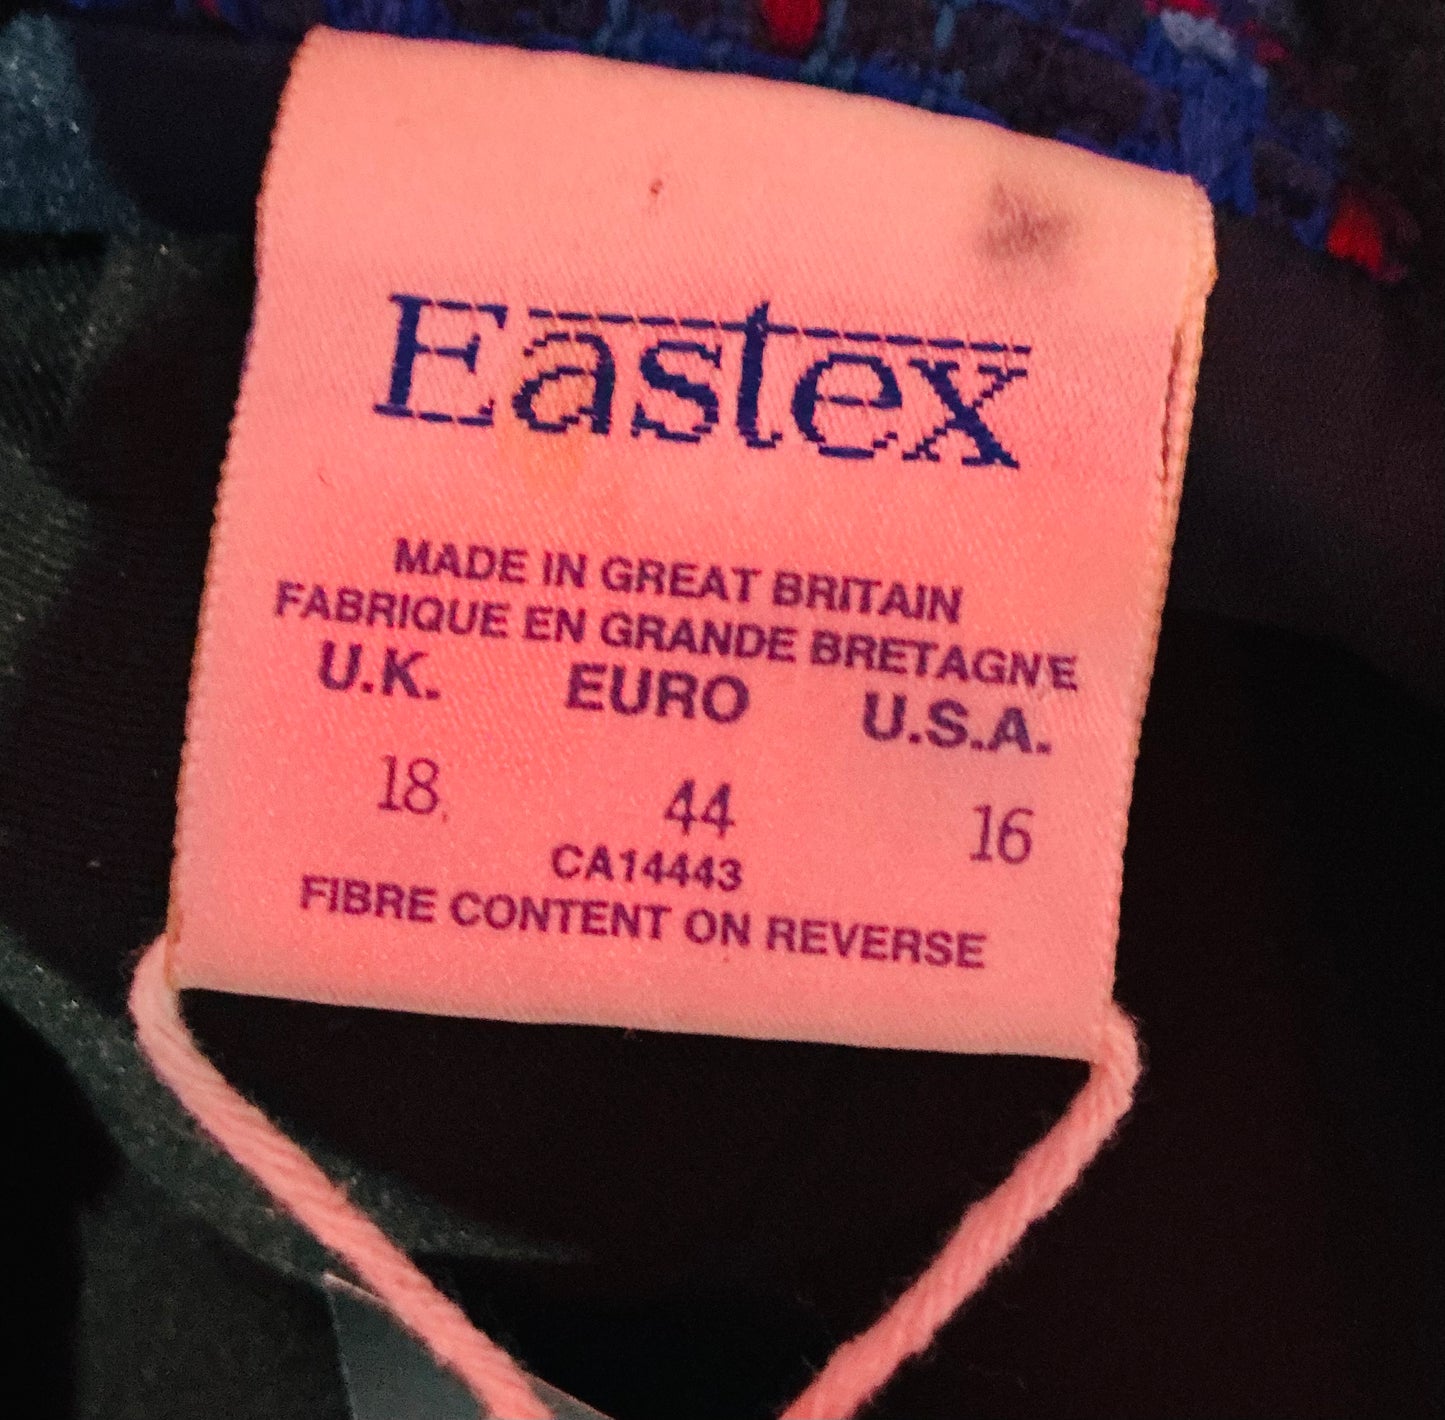 Eastex
MADE IN GREAT BRITAIN
FABRIQUE EN GRANDE BRETAGNE
U.K. EURO U.S.A.
18 44 16
CA14443
FIBRE CONTENT ON REVERSE